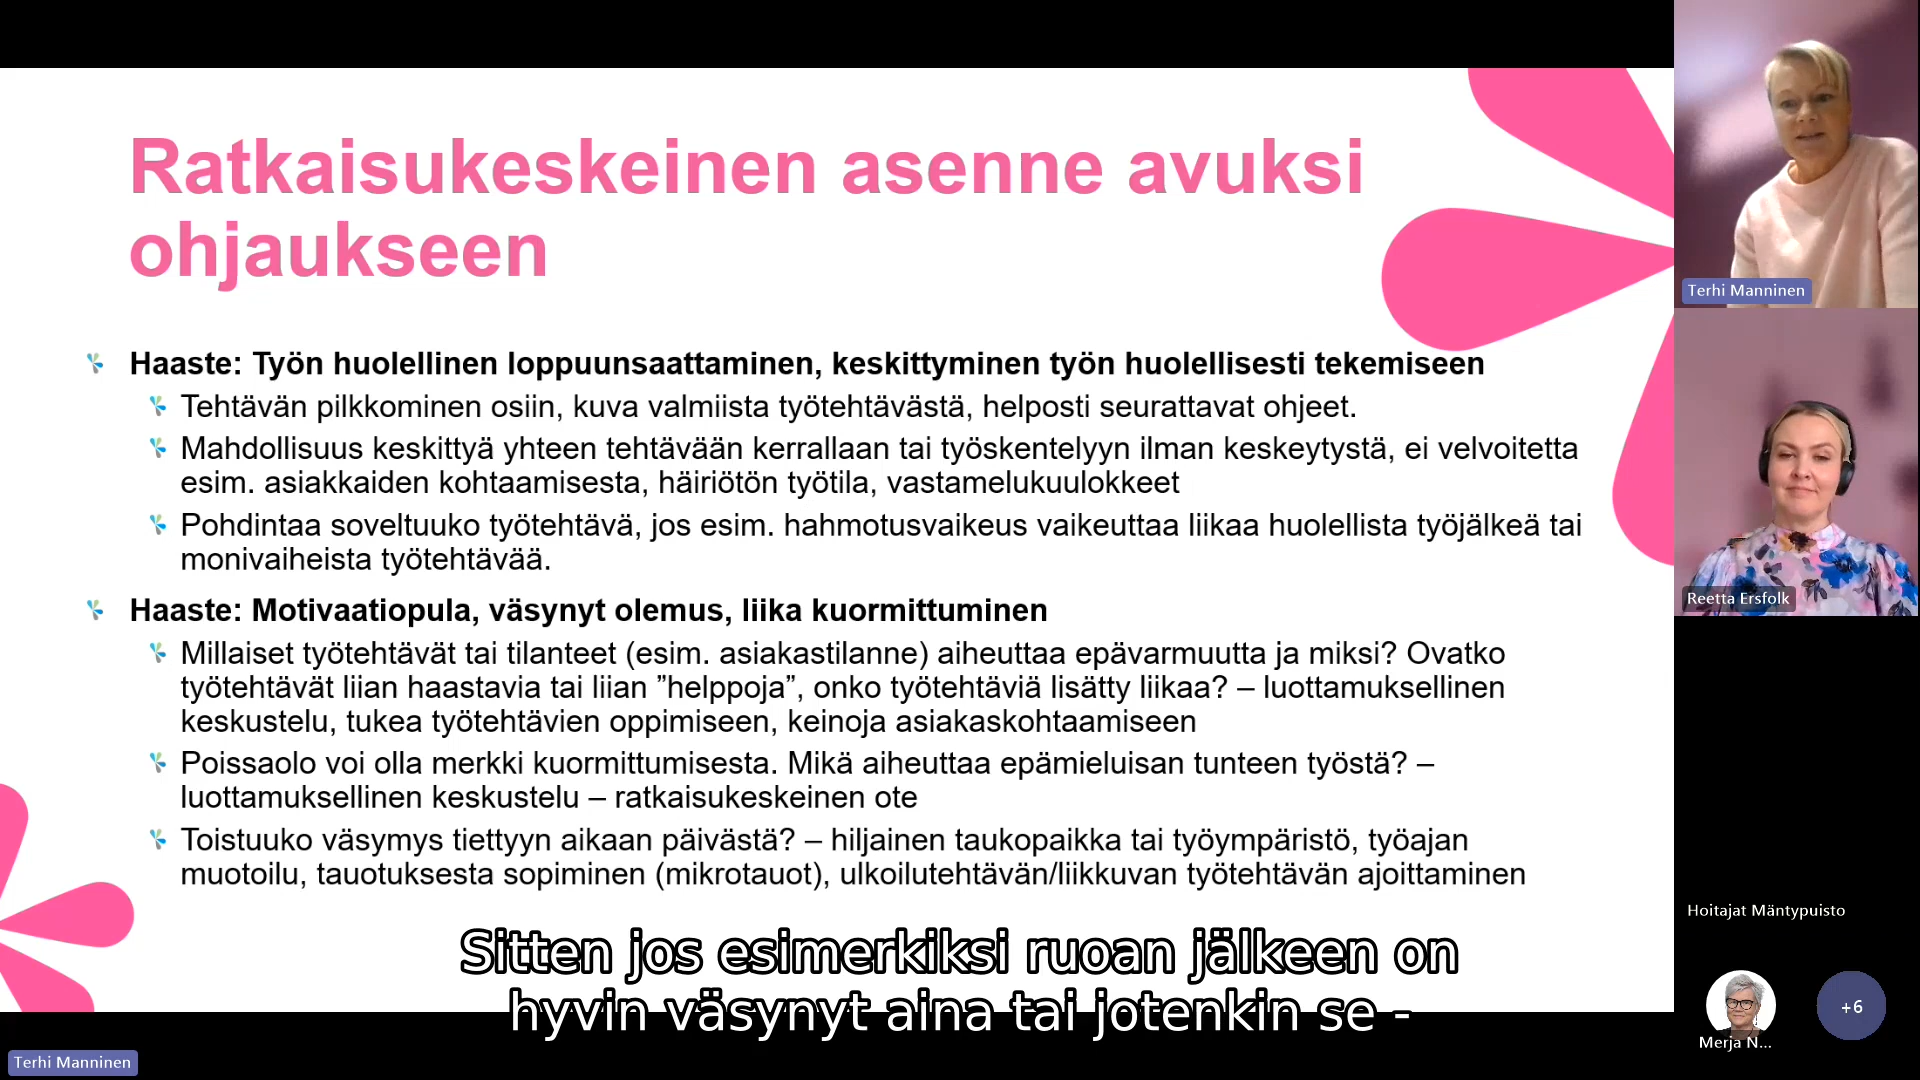 Ratkaisukeskeinen asenne avuksi
ohjaukseen
Haaste: Työn huolellinen loppuunsaattaminen, keskittyminen työn huolellisesti tekemiseen
Tehtävän pilkkominen osiin, kuva valmiista työtehtävästä, helposti seurattavat ohjeet.
Mahdollisuus keskittyä yhteen tehtävään kerrallaan tai työskentelyyn ilman keskeytystä, ei velvoitetta
esim. asiakkaiden kohtaamisesta, häiriötön työtila, vastamelukuulokkeet
Pohdintaa soveltuuko työtehtävä, jos esim. hahmotusvaikeus vaikeuttaa liikaa huolellista työjälkeä tai
monivaiheista työtehtävää.
Haaste: Motivaatiopula, väsynyt olemus, liika kuormittuminen
Millaiset työtehtävät tai tilanteet (esim. asiakastilanne) aiheuttaa epävarmuutta ja miksi? Ovatko
työtehtävät liian haastavia tai liian ”helppoja”, onko työtehtäviä lisätty liikaa? – luottamuksellinen
keskustelu, tukea työtehtävien oppimiseen, keinoja asiakaskohtaamiseen
Poissaolo voi olla merkki kuormittumisesta. Mikä aiheuttaa epämieluisan tunteen työstä? –
luottamuksellinen keskustelu – ratkaisukeskeinen ote
Toistuuko väsymys tiettyyn aikaan päivästä? – hiljainen taukopaikka tai työympäristö, työajan
muotoilu, tauotuksesta sopiminen (mikrotauot), ulkoilutehtävän/liikkuvan työtehtävän ajoittaminen
Sitten jos esimerkiksi ruoan jälkeen on
hyvin väsynyt aina tai jotenkin se -
Terhi Manninen
Terhi Manninen
Reetta Ersfolk
Hoitajat Mäntypuisto
+6
Merja N...